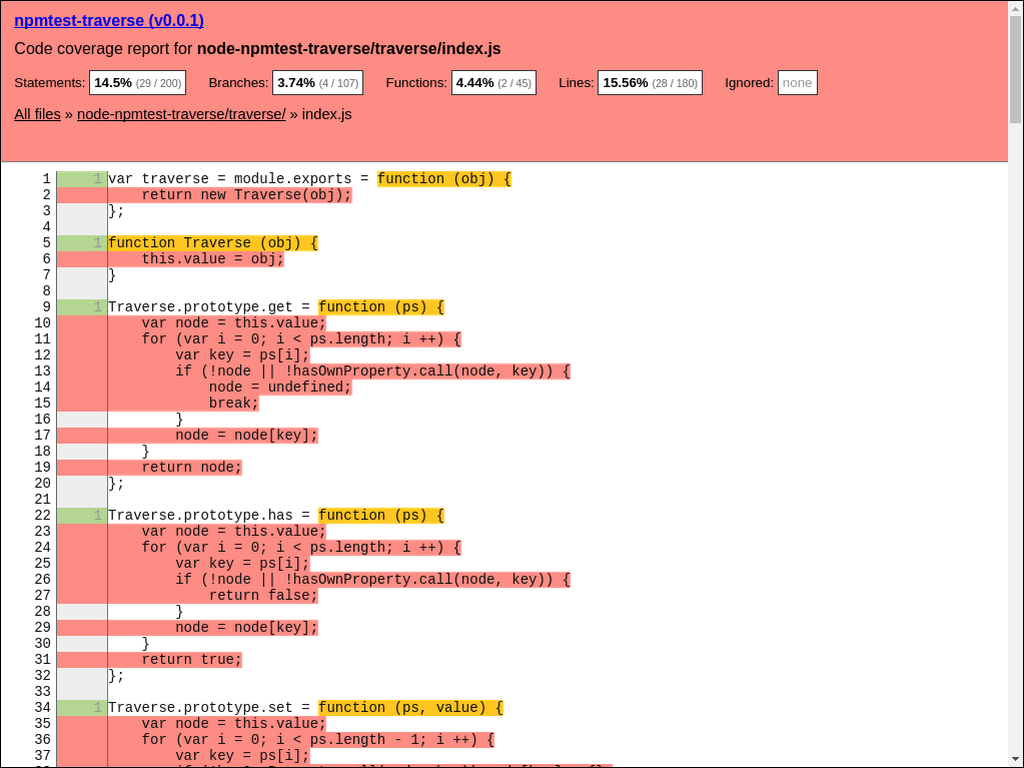 npmtest-traverse (v0.0.1)
Code coverage report for node-npmtest-traverse/traverse/index.js
Statements: 14.5% (29 / 200) Branches: 3.74% (4 / 107) Functions: 4.44% (2 / 45) Lines: 15.56% (28 / 180) Ignored: none
All files » node-npmtest-traverse/traverse/ » index.js
1 1 var traverse = module.exports = function (obj) {
2     return new Traverse(obj);
3 };
4
5 1 function Traverse (obj) {
6     this.value = obj;
7 }
8
9 1 Traverse.prototype.get = function (ps) {
10     var node = this.value;
11     for (var i = 0; i < ps.length; i ++) {
12         var key = ps[i];
13         if (!node || !hasOwnProperty.call(node, key)) {
14             node = undefined;
15             break;
16         }
17         node = node[key];
18     }
19     return node;
20 };
21
22 1 Traverse.prototype.has = function (ps) {
23     var node = this.value;
24     for (var i = 0; i < ps.length; i ++) {
25         var key = ps[i];
26         if (!node || !hasOwnProperty.call(node, key)) {
27             return false;
28         }
29         node = node[key];
30     }
31     return true;
32 };
33
34 1 Traverse.prototype.set = function (ps, value) {
35     var node = this.value;
36     for (var i = 0; i < ps.length - 1; i ++) {
37         var key = ps[i];